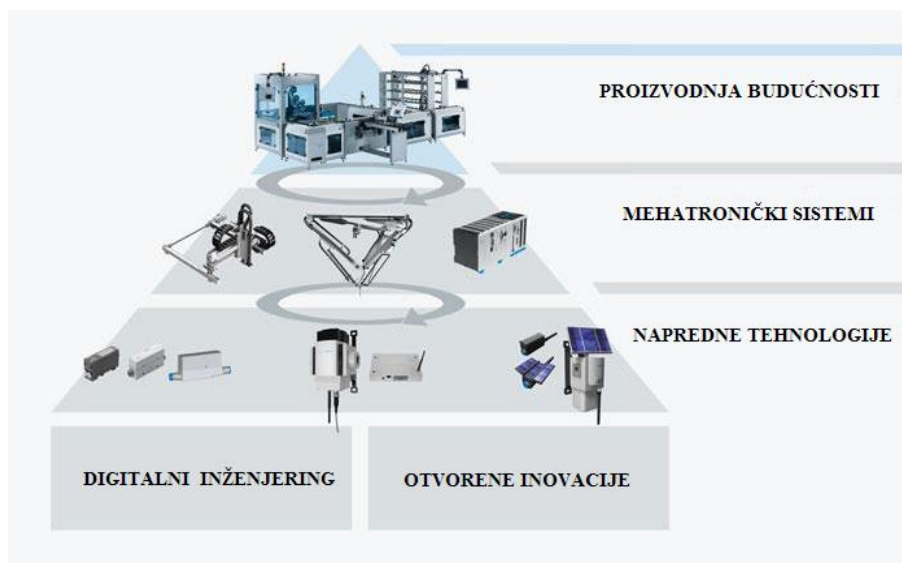 PROIZVODNJA BUDUĆNOSTI
MEHATRONIČKI SISTEMI
NAPREDNE TEHNOLOGIJE
DIGITALNI INŽENJERING
OTVORENE INOVACIJE